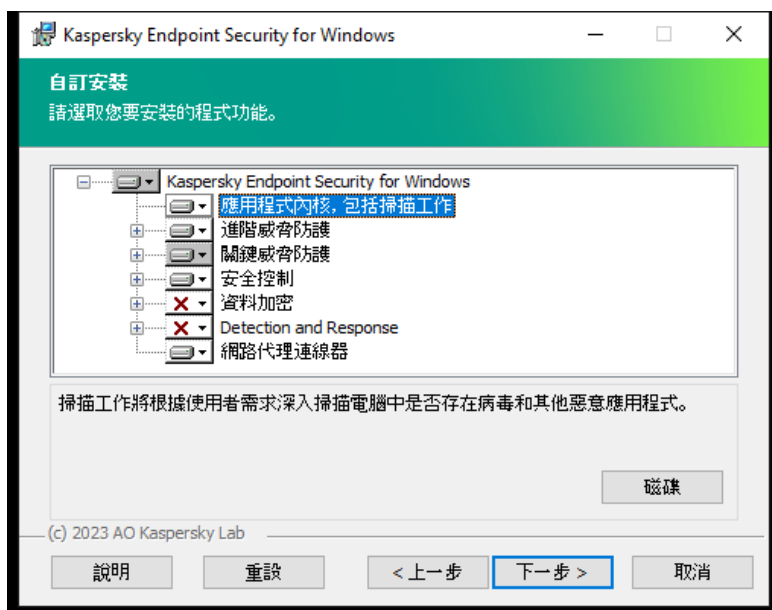 Kaspersky Endpoint Security for Windows
自訂安裝
請選取您要安裝的程式功能。
Kaspersky Endpoint Security for Windows
應用程式內核, 包括掃描工作
進階威脅防護
關鍵威脅防護
安全控制
資料加密
Detection and Response
網路代理連線器
掃描工作將根據使用者需求深入掃描電腦中是否存在病毒和其他惡意應用程式。
磁碟
(c) 2023 AO Kaspersky Lab
說明 重設 < 上一步 下一步 > 取消